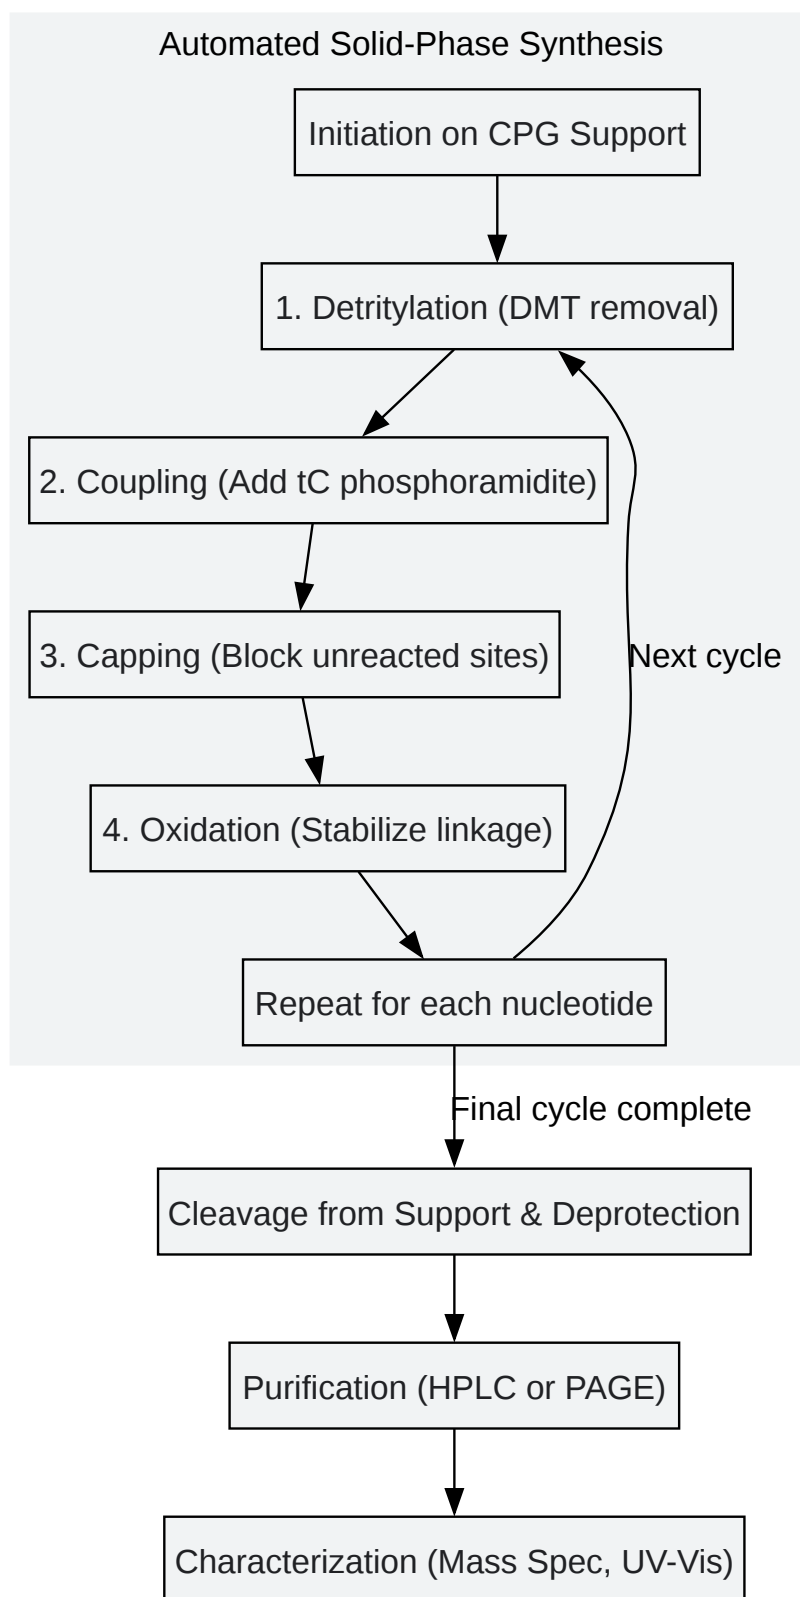 Automated Solid-Phase Synthesis
Initiation on CPG Support
1. Detritylation (DMT removal)
2. Coupling (Add tC phosphoramidite)
3. Capping (Block unreacted sites)
Next cycle
4. Oxidation (Stabilize linkage)
Repeat for each nucleotide
Final cycle complete
Cleavage from Support & Deprotection
Purification (HPLC or PAGE)
Characterization (Mass Spec, UV-Vis)